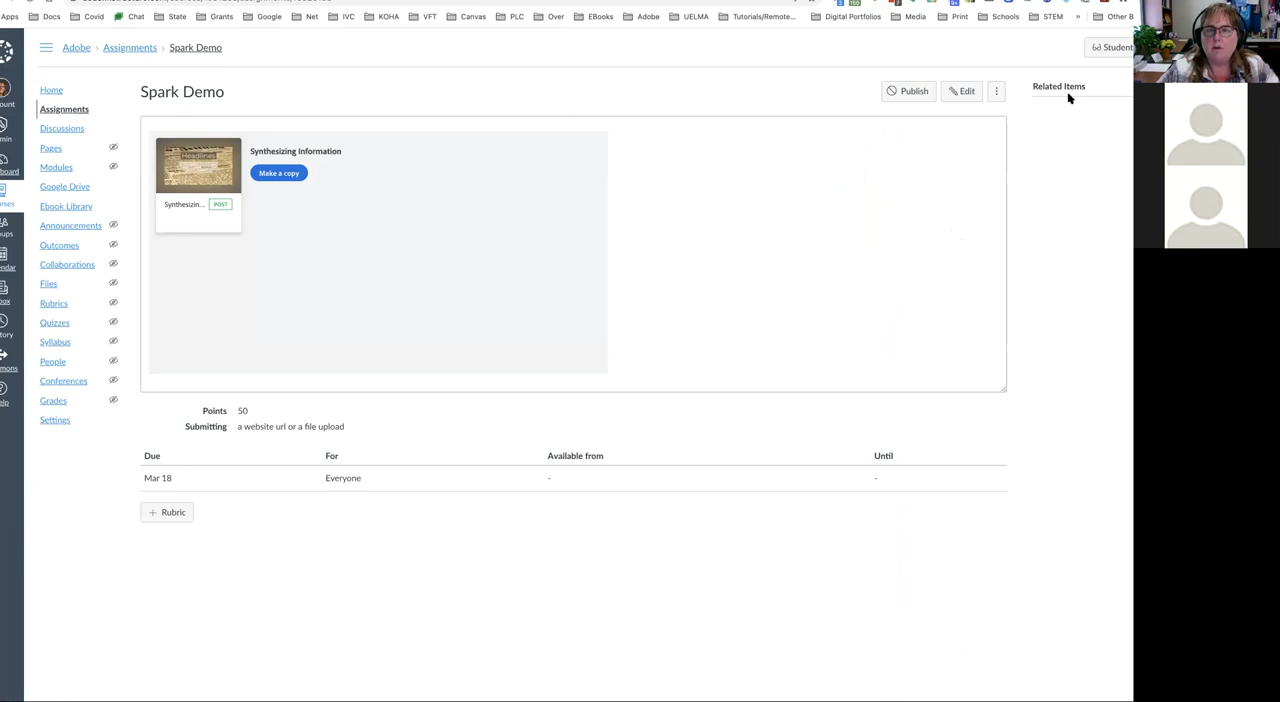 Apps Docs Covid Chat State Grants Google Net IVC KOHA VFT Canvas PLC Over EBooks Adobe UELMA Tutorials/Remote... Digital Portfolios Media Print Schools STEM » Other B
Adobe › Assignments › Spark Demo
Student
Spark Demo
Publish
Edit
Related Items
Home
Assignments
Discussions
Pages
Modules
Google Drive
Ebook Library
Announcements
Outcomes
Collaborations
Files
Rubrics
Quizzes
Syllabus
People
Conferences
Grades
Settings
Headlines
Synthesizin... POST
Synthesizing Information
Make a copy
Points 50
Submitting a website url or a file upload
Due For Available from Until
Mar 18 Everyone - -
+ Rubric